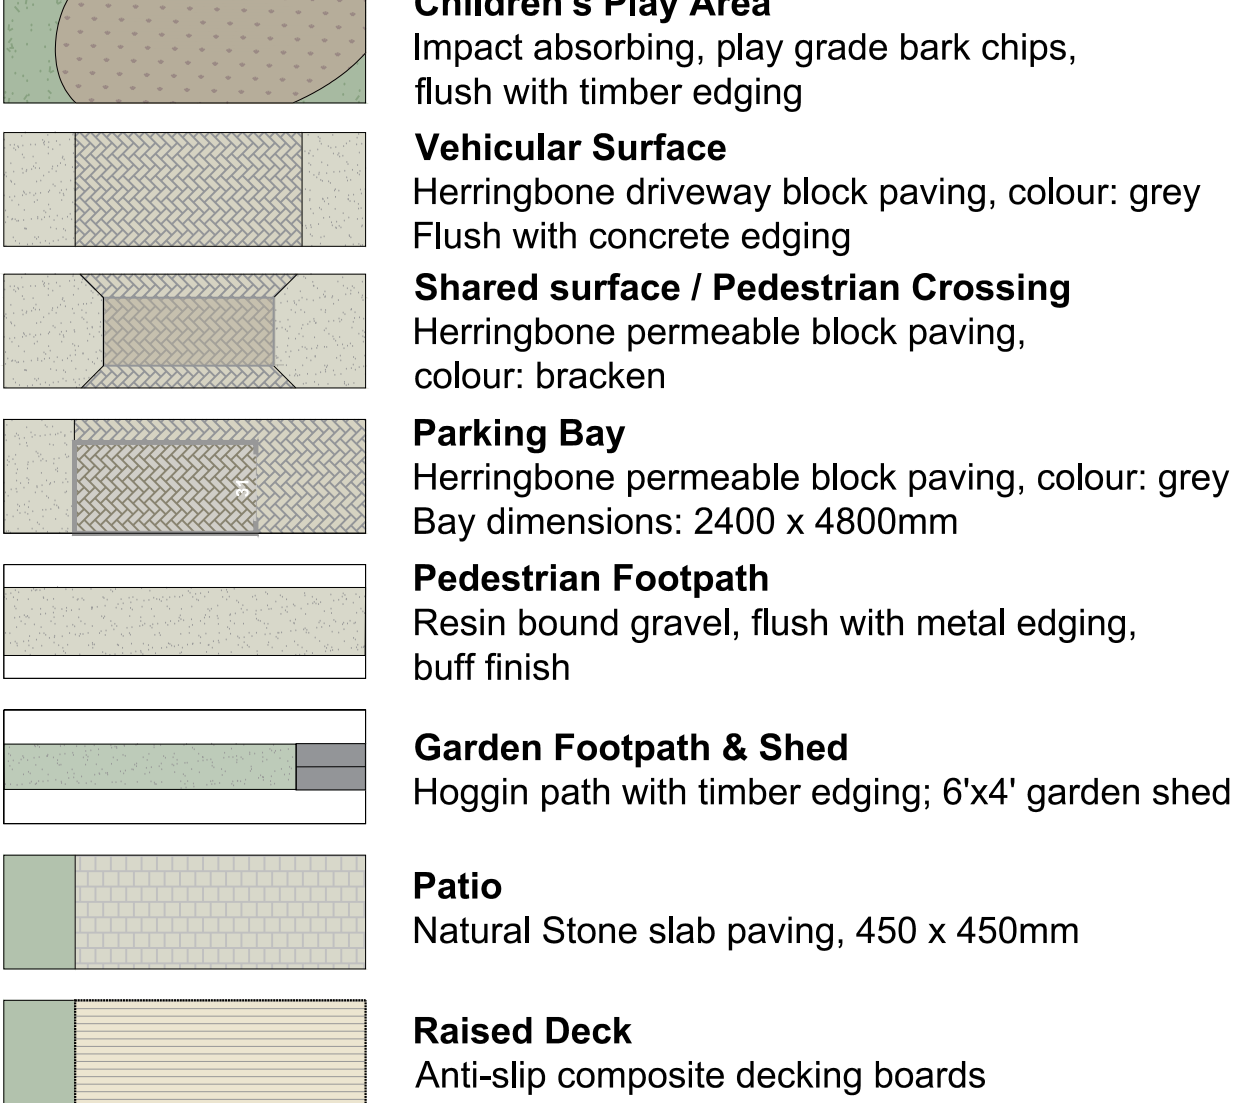 Children's Play Area
Impact absorbing, play grade bark chips,
flush with timber edging
Vehicular Surface
Herringbone driveway block paving, colour: grey
Flush with concrete edging
Shared surface / Pedestrian Crossing
Herringbone permeable block paving,
colour: bracken
Parking Bay
Herringbone permeable block paving, colour: grey
Bay dimensions: 2400 x 4800mm
31
Pedestrian Footpath
Resin bound gravel, flush with metal edging,
buff finish
Garden Footpath & Shed
Hoggin path with timber edging; 6'x4' garden shed
Patio
Natural Stone slab paving, 450 x 450mm
Raised Deck
Anti-slip composite decking boards